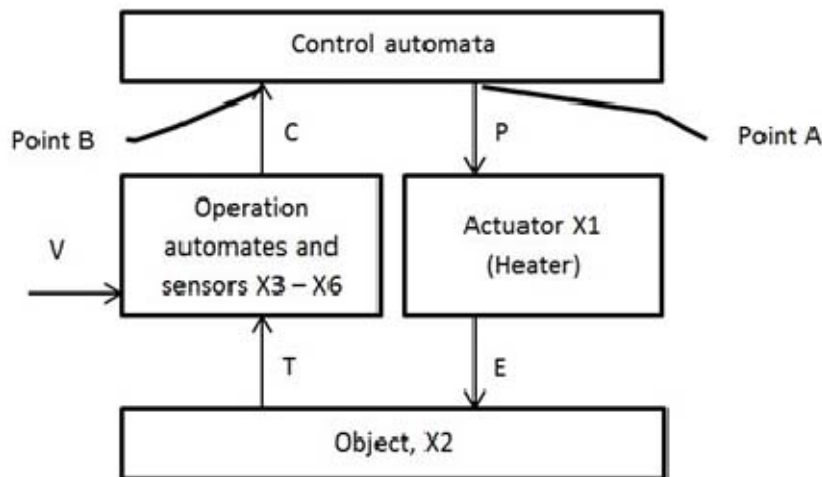 Control automata
Point B
C
P
Point A
Operation
automates and
sensors X3 – X6
Actuator X1
(Heater)
V
T
E
Object, X2